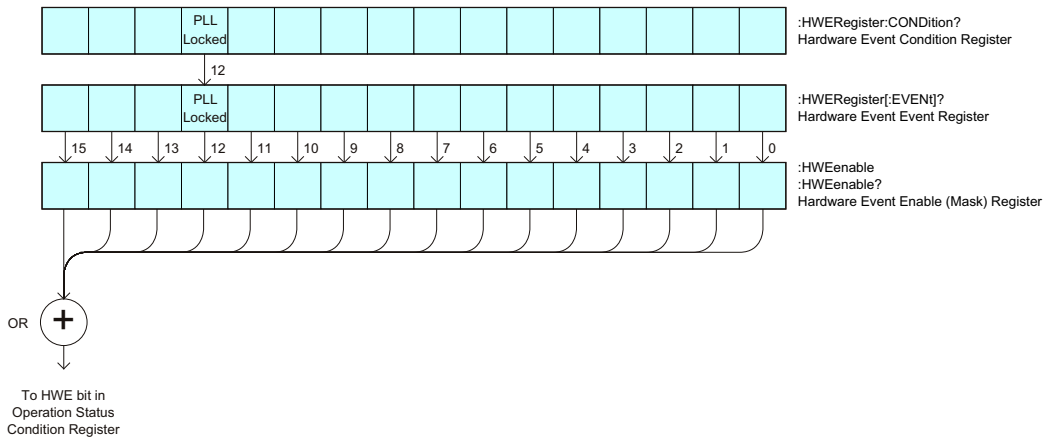 PLL
Locked
:HWERegister:CONDition?
Hardware Event Condition Register
12
PLL
Locked
:HWERegister[:EVENt]?
Hardware Event Event Register
15 14 13 12 11 10 9 8 7 6 5 4 3 2 1 0
:HWEenable
:HWEenable?
Hardware Event Enable (Mask) Register
OR +
To HWE bit in
Operation Status
Condition Register